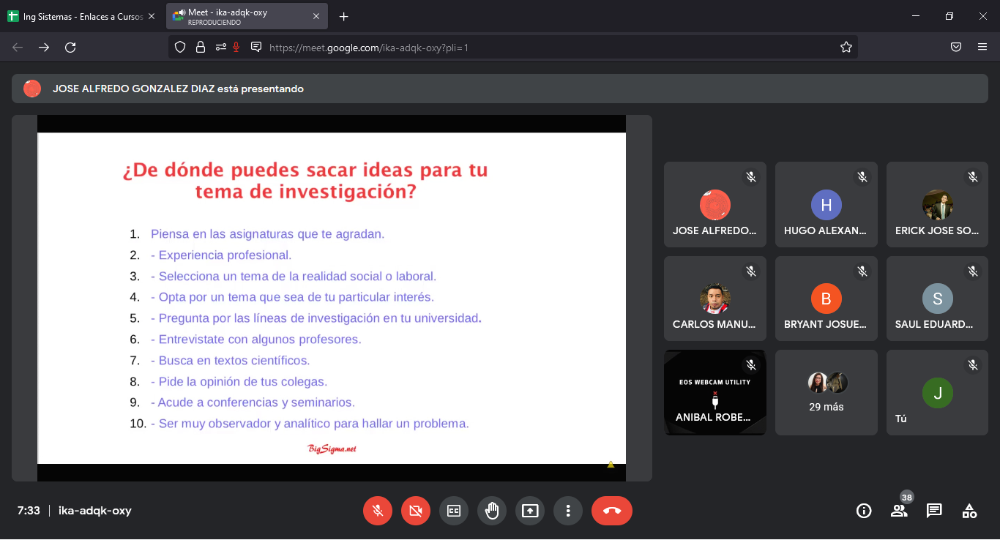 Ing Sistemas - Enlaces a Cursos
Meet - ika-adqk-oxy
REPRODUCIENDO
https://meet.google.com/ika-adqk-oxy?pli=1
JOSE ALFREDO GONZALEZ DIAZ está presentando
¿De dónde puedes sacar ideas para tu
tema de investigación?
1. Piensa en las asignaturas que te agradan.
2. - Experiencia profesional.
3. - Selecciona un tema de la realidad social o laboral.
4. - Opta por un tema que sea de tu particular interés.
5. - Pregunta por las líneas de investigación en tu universidad.
6. - Entrevistate con algunos profesores.
7. - Busca en textos científicos.
8. - Pide la opinión de tus colegas.
9. - Acude a conferencias y seminarios.
10. - Ser muy observador y analítico para hallar un problema.
BigSigma.net
JOSE ALFREDO...
H
HUGO ALEXAN...
ERICK JOSE SO...
CARLOS MANU...
B
BRYANT JOSUE...
S
SAUL EDUARD...
EOS WEBCAM UTILITY
ANIBAL ROBE...
29 más
J
Tú
7:33 | ika-adqk-oxy
CC
38